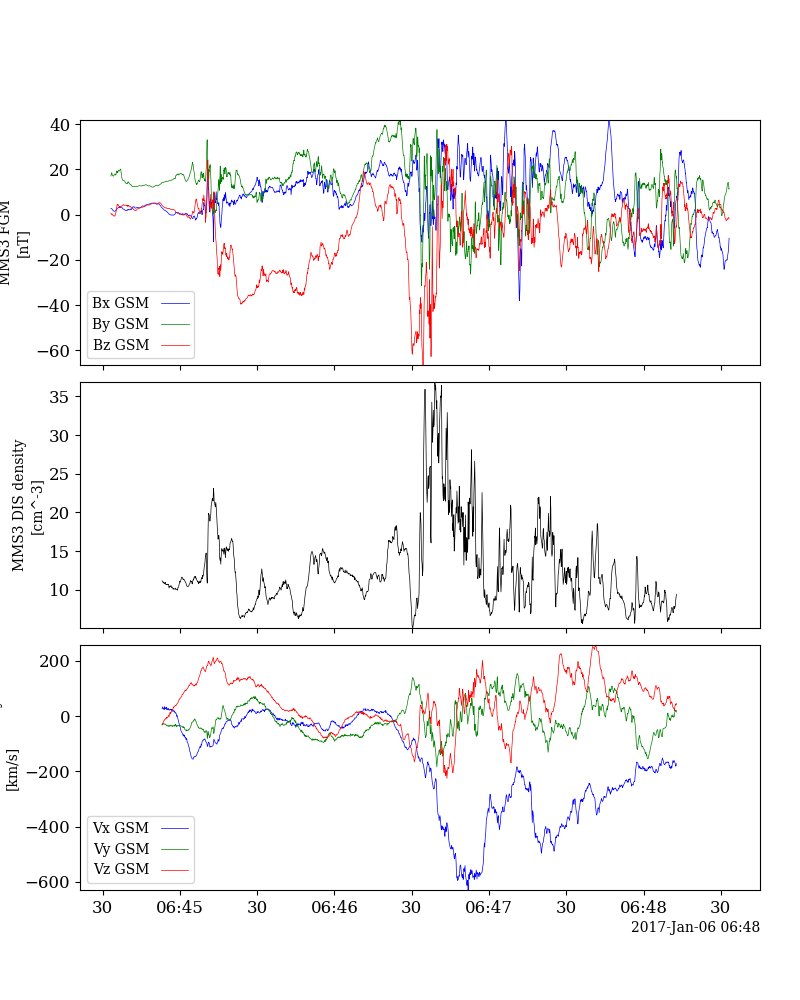 40
20
0
−20
−40
−60
MMS3 FGM
[nT]
Bx GSM
By GSM
Bz GSM
35
30
25
20
15
10
MMS3 DIS density
[cm^-3]
200
0
−200
−400
−600
[km/s]
Vx GSM
Vy GSM
Vz GSM
30 06:45 30 06:46 30 06:47 30 06:48 30
2017-Jan-06 06:48